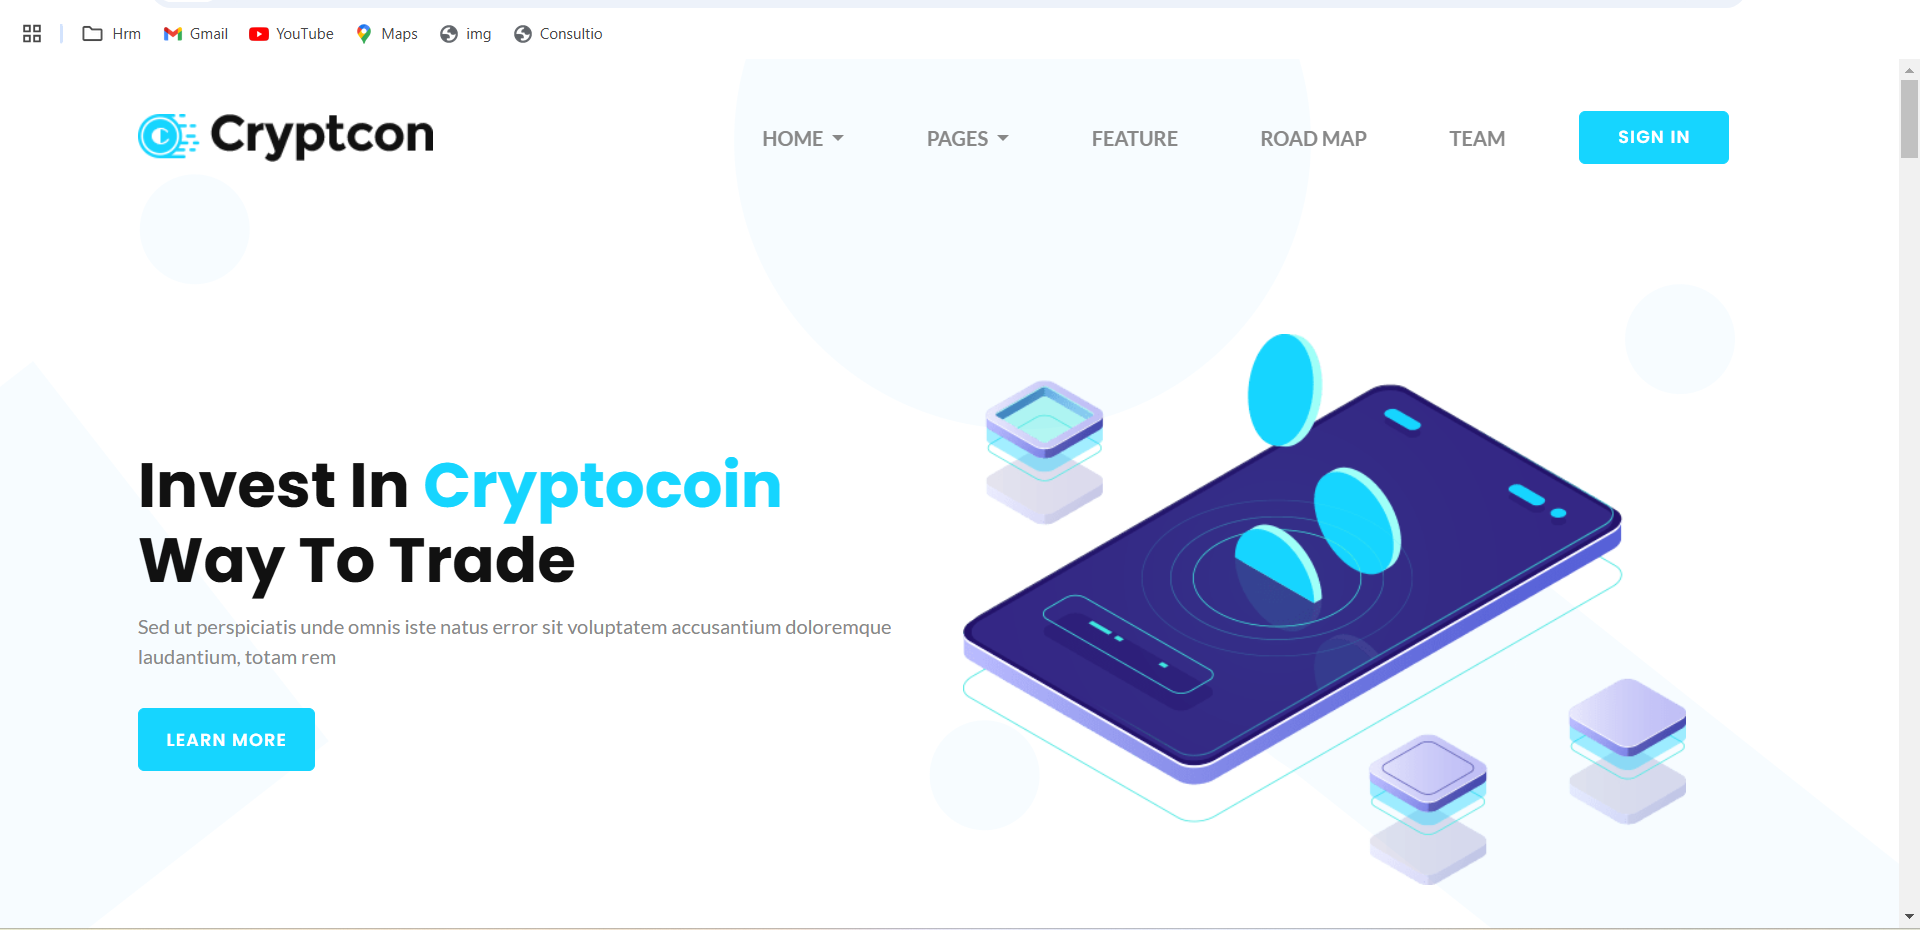 Hrm Gmail YouTube Maps img Consultio
Cryptcon HOME PAGES FEATURE ROAD MAP TEAM SIGN IN
Invest In Cryptocoin
Way To Trade
Sed ut perspiciatis unde omnis iste natus error sit voluptatem accusantium doloremque
laudantium, totam rem
LEARN MORE